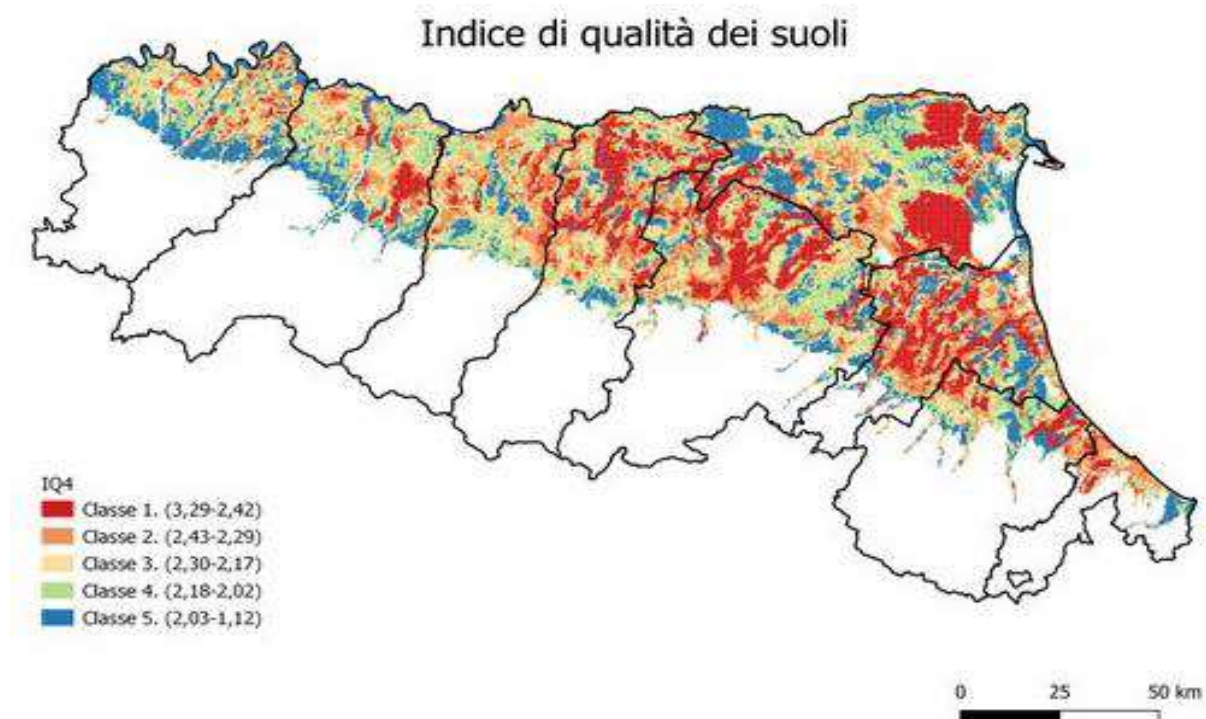 Indice di qualità dei suoli
IQ4
Classe 1. (3,29-2,42)
Classe 2. (2,43-2,29)
Classe 3. (2,30-2,17)
Classe 4. (2,18-2,02)
Classe 5. (2,03-1,12)
0 25 50 km